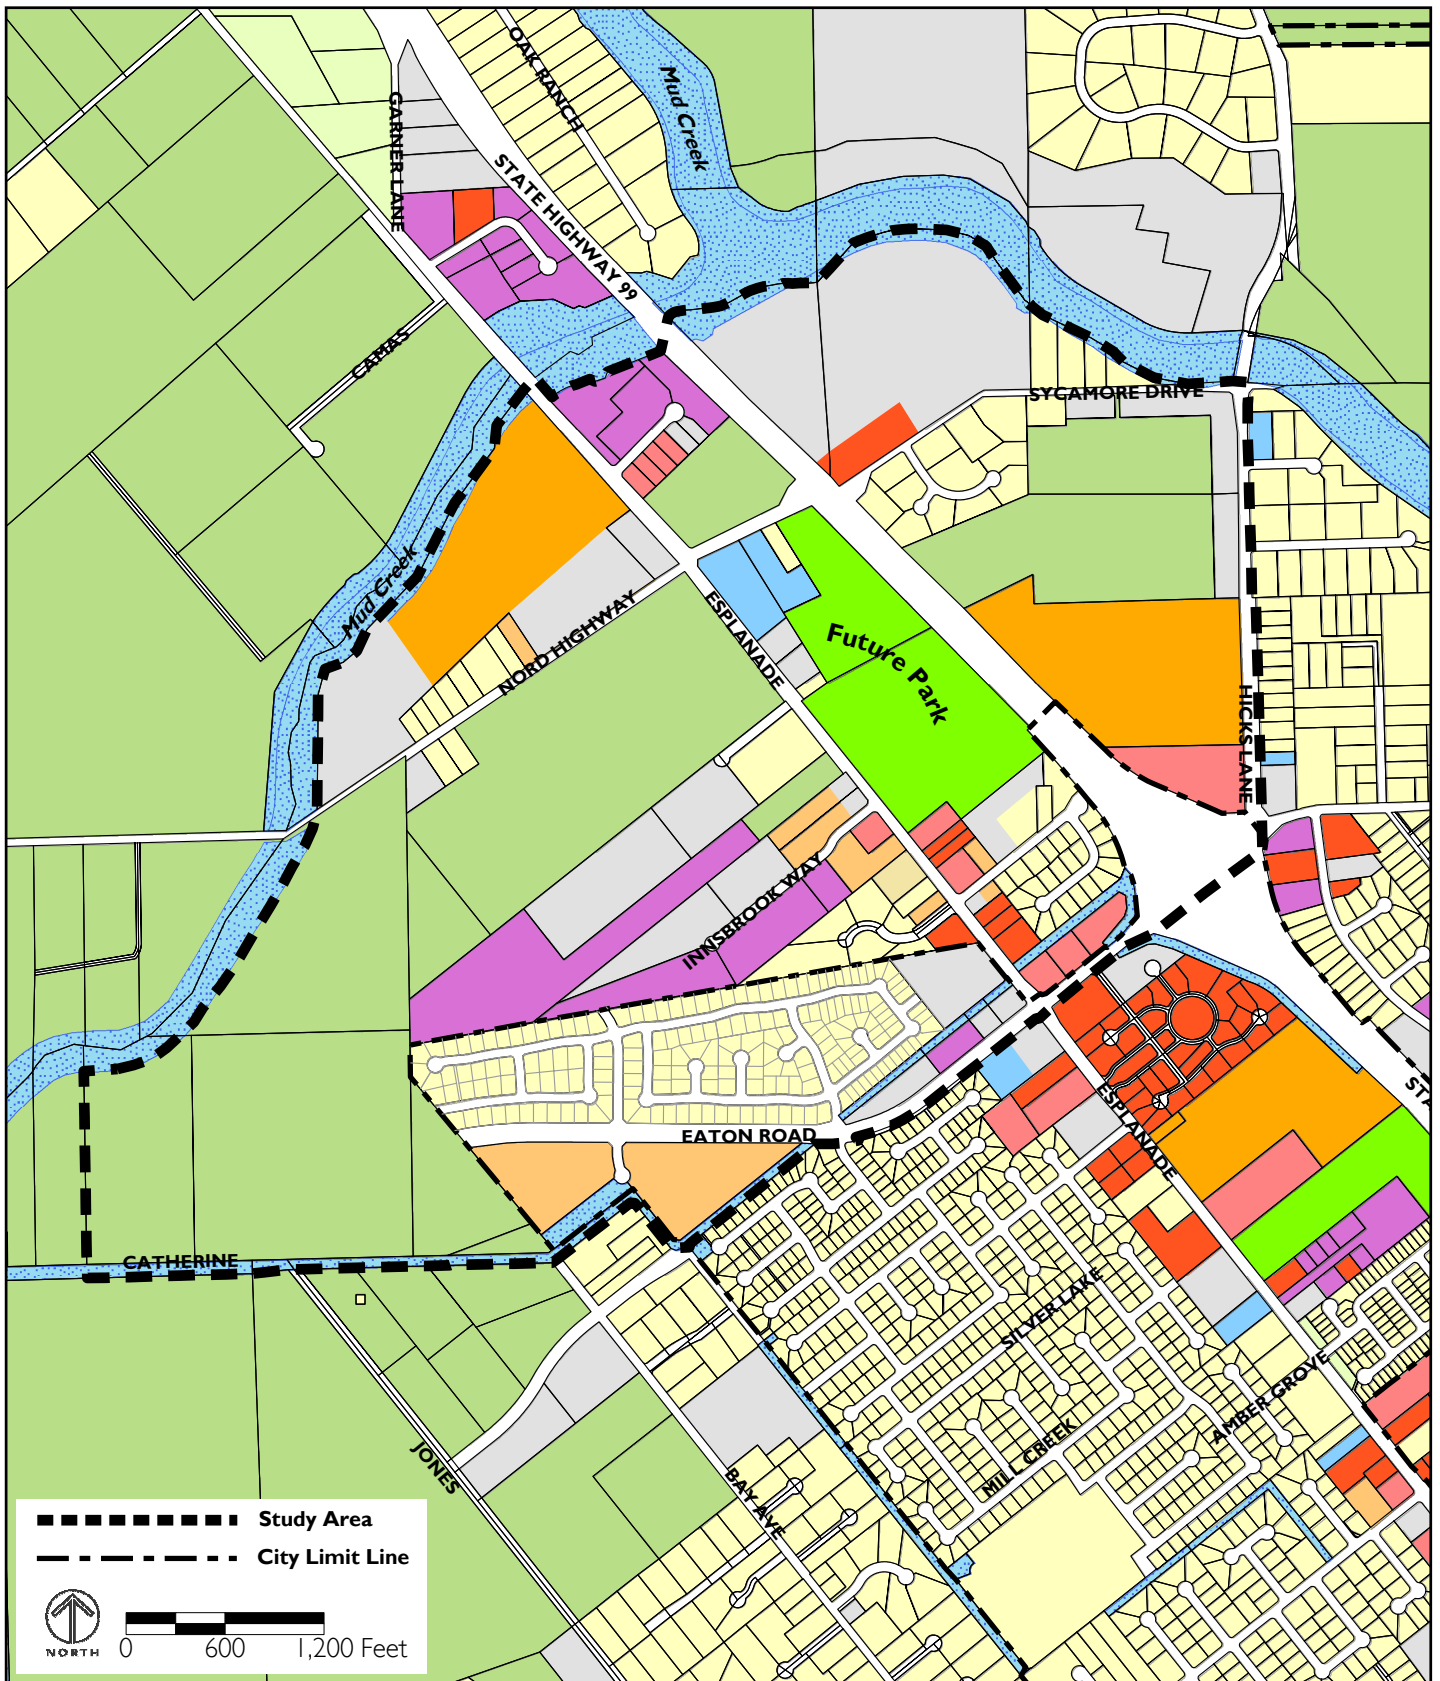 OAK RANCH
Mud Creek
GARNER LANE
STATE HIGHWAY 99
CAMAS
SYCAMORE DRIVE
Mud Creek
NORD HIGHWAY
ESPLANADE
Future Park
HICKS LANE
INNSBROOK WAY
EATON ROAD
ESPLANADE
STA
CATHERINE
SILVER LAKE
AMBER GROVE
MILL CREEK
JONES
BAY AVE
Study Area
City Limit Line
NORTH
0 600 1,200 Feet